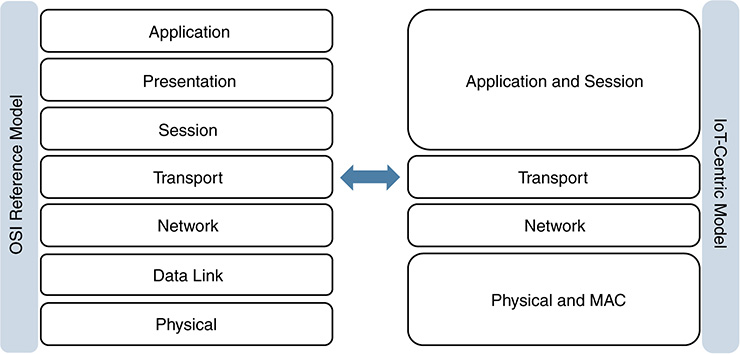 OSI Reference Model
Application
Presentation
Session
Transport
Network
Data Link
Physical
Application and Session
Transport
Network
Physical and MAC
IoT-Centric Model